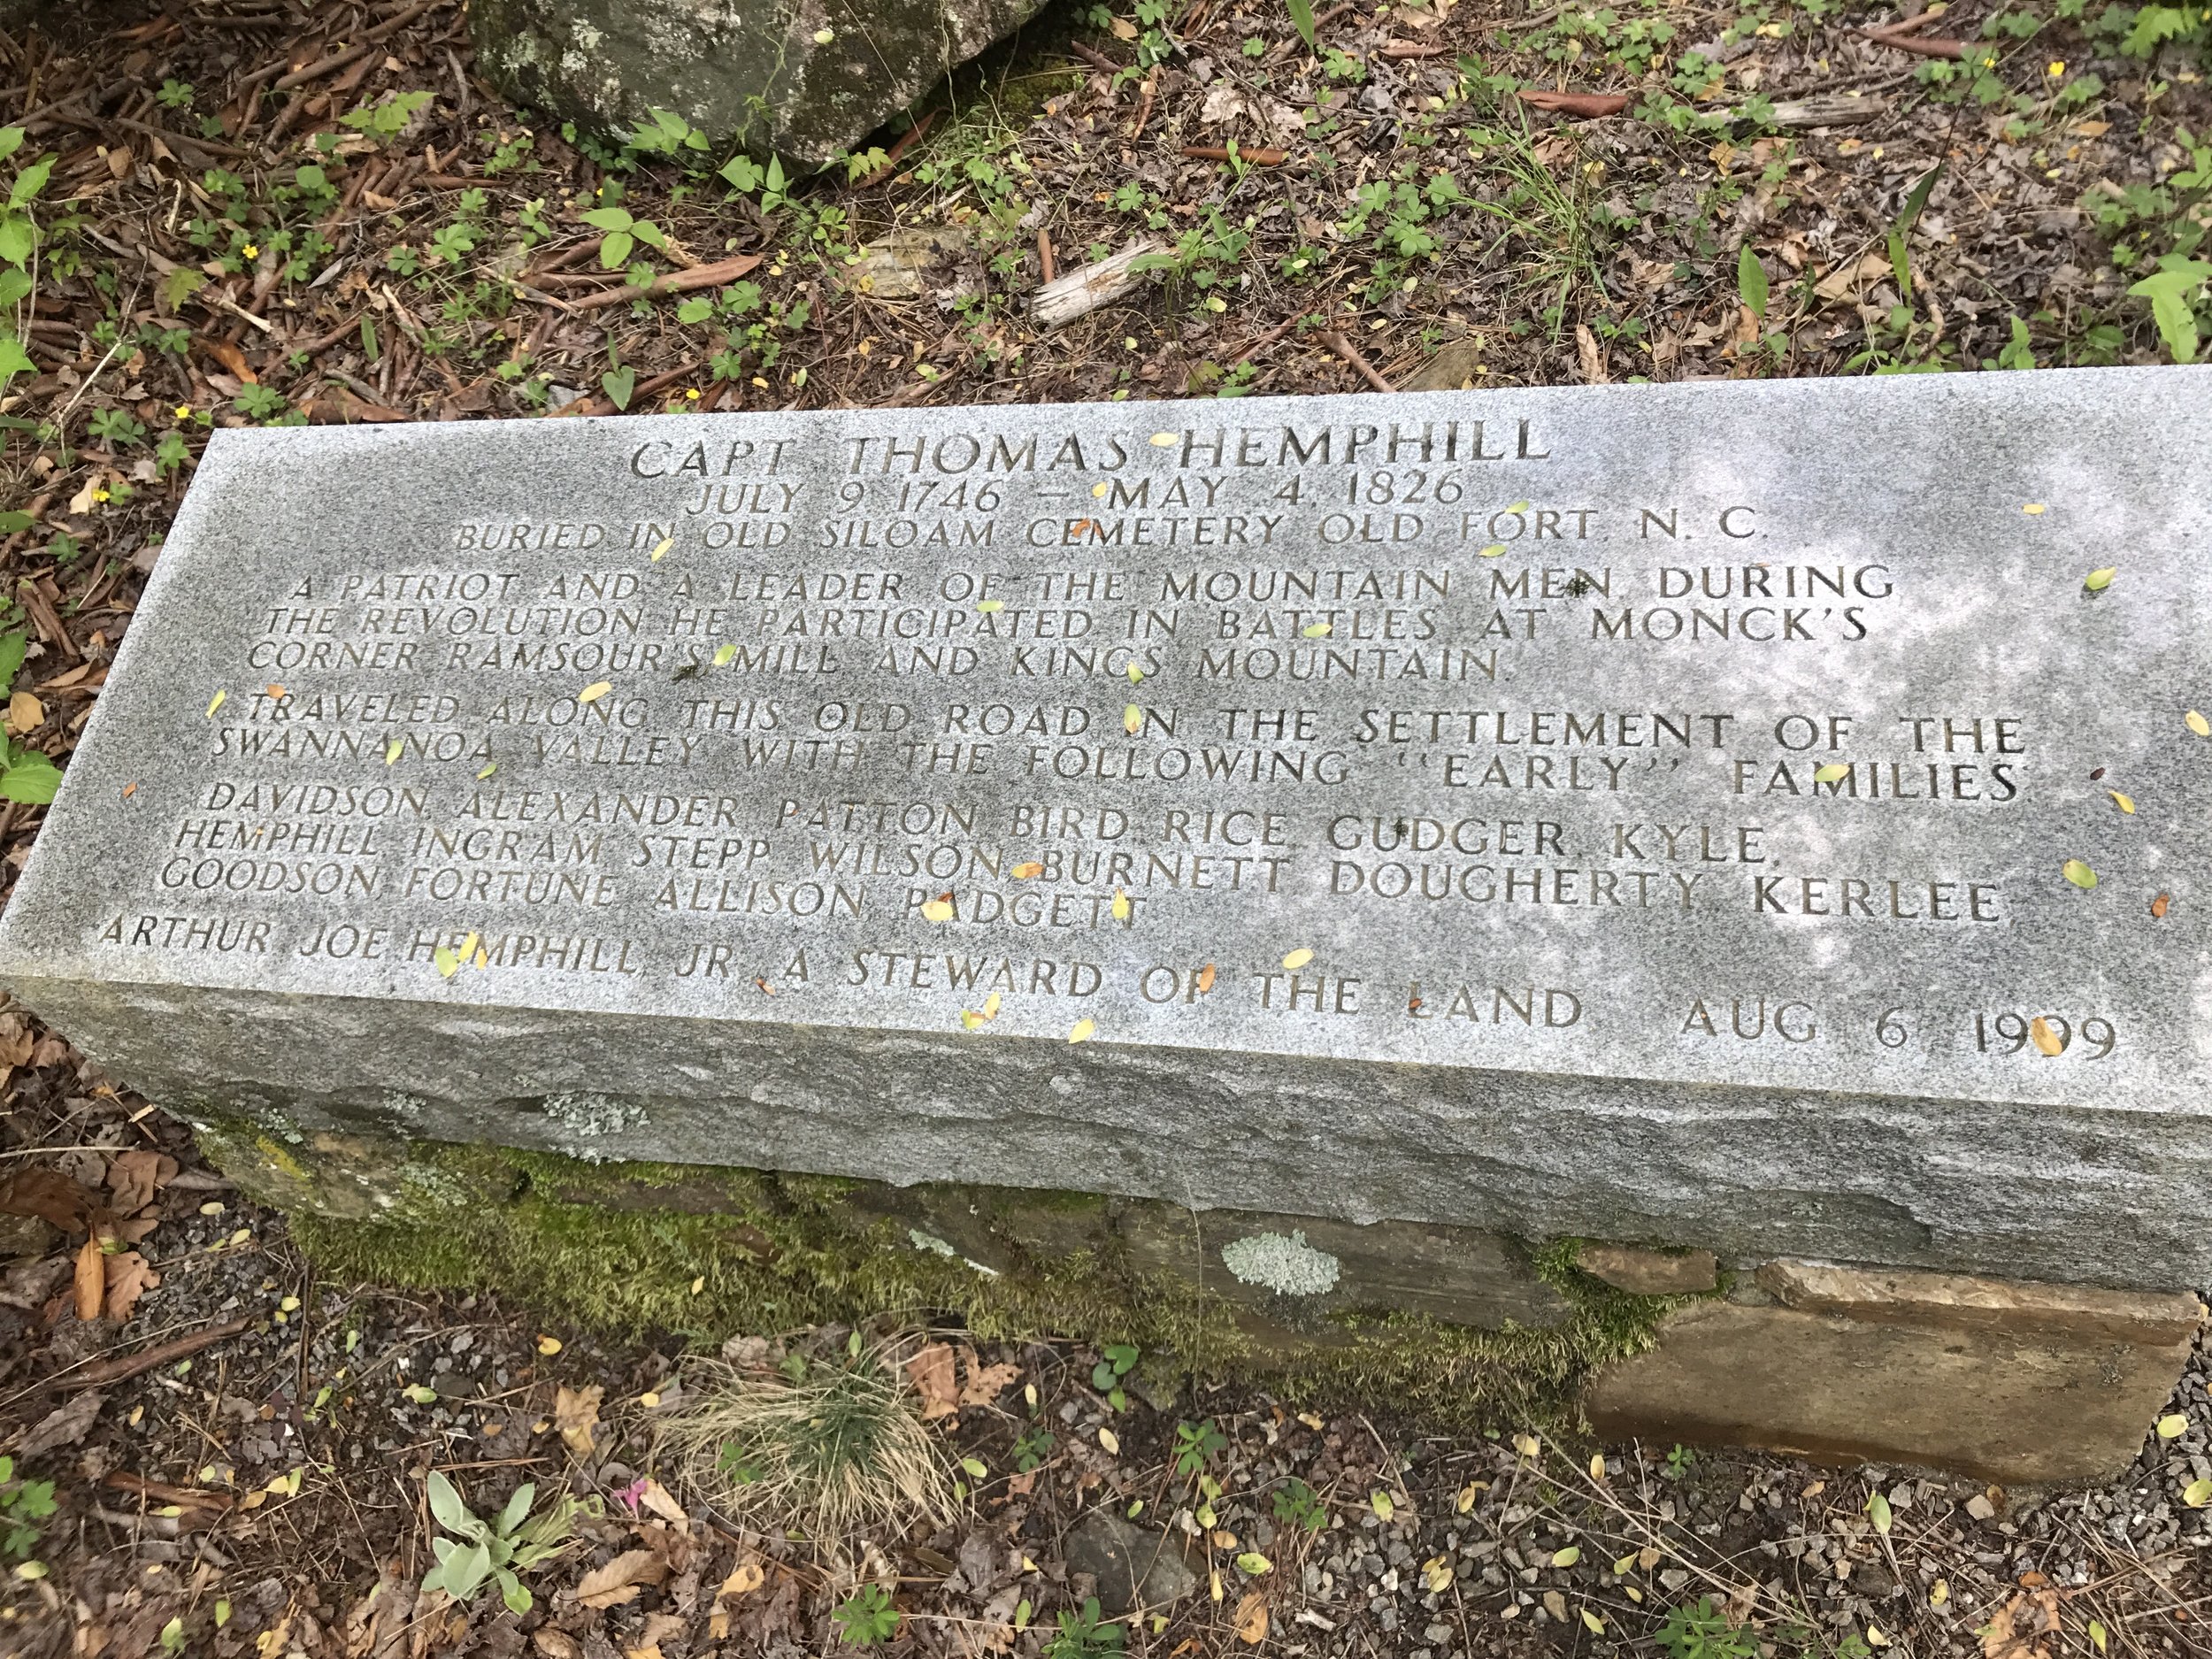 CAPT THOMAS HEMPHILL
JULY 9, 1746 – MAY 4, 1826
BURIED IN OLD SILOAM CEMETERY OLD FORT, N. C.
A PATRIOT AND A LEADER OF THE MOUNTAIN MEN DURING
THE REVOLUTION HE PARTICIPATED IN BATTLES AT MONCK'S
CORNER RAMSOUR'S MILL AND KINGS MOUNTAIN.
TRAVELED ALONG THIS OLD ROAD IN THE SETTLEMENT OF THE
SWANNANOA VALLEY WITH THE FOLLOWING "EARLY" FAMILIES
DAVIDSON, ALEXANDER PATTON BIRD, RICE GUDGER, KYLE,
HEMPHILL INGRAM STEPP WILSON BURNETT DOUGHERTY KERLEE
GOODSON, FORTUNE ALLISON PADGETT
ARTHUR JOE HEMPHILL, JR. A STEWARD OF THE LAND AUG 6 1999